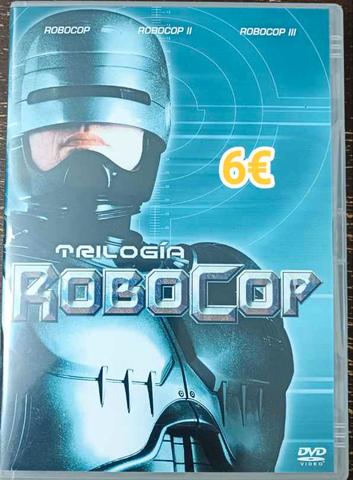 ROBOCOP ROBOCOP II ROBOCOP III
6€
TRILOGÍA
ROBOCOP
DVD
VIDEO